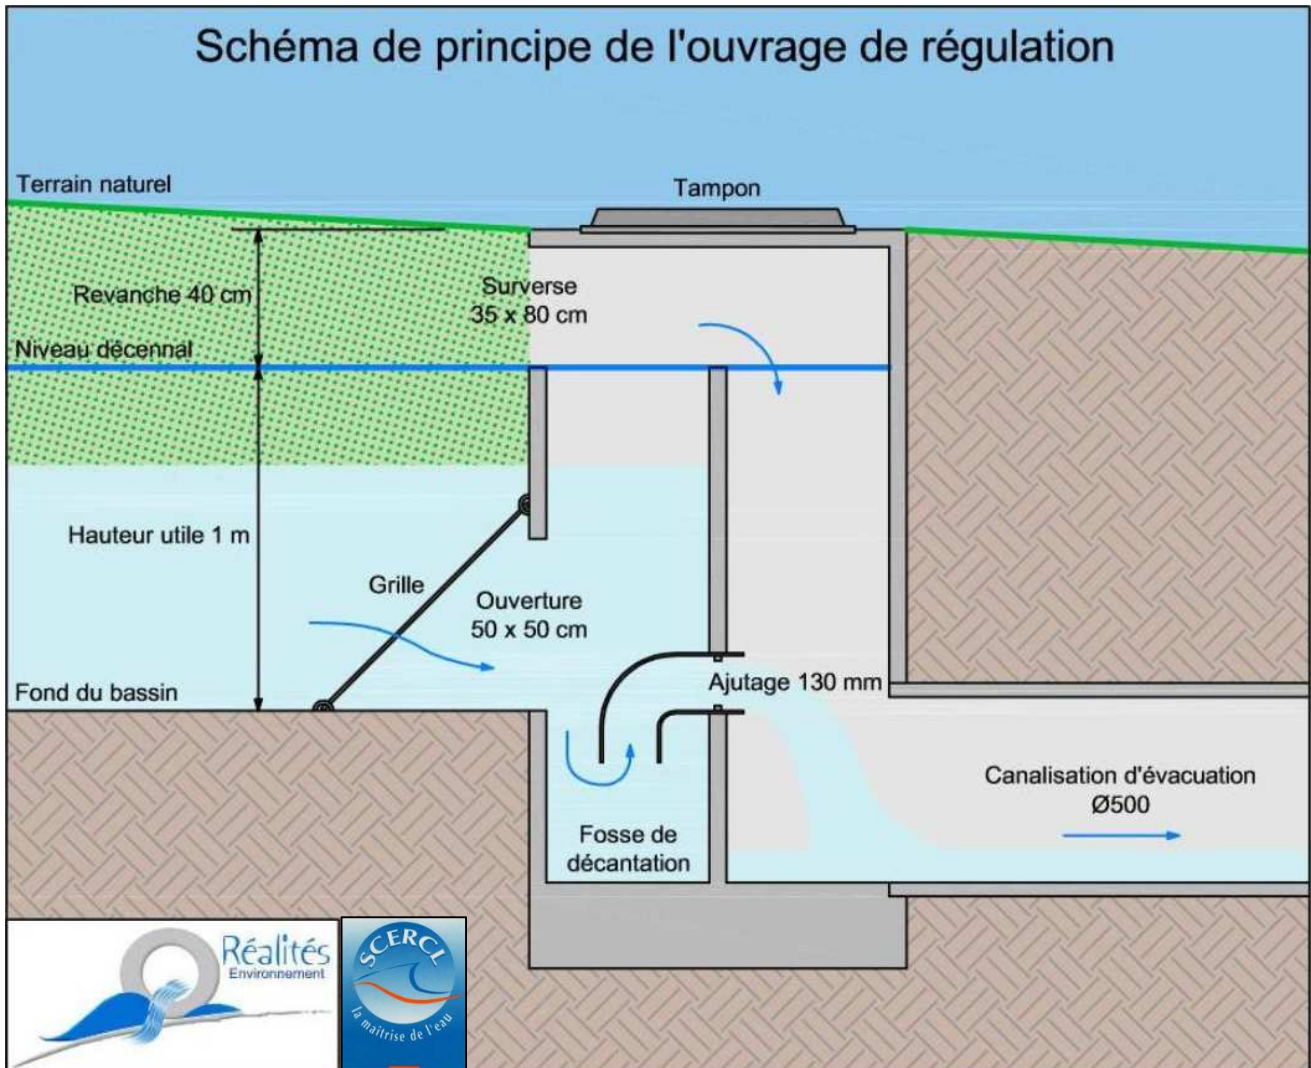 Schéma de principe de l'ouvrage de régulation
Terrain naturel
Tampon
Revanche 40 cm
Surverse
35 x 80 cm
Niveau décennal
Hauteur utile 1 m
Grille
Ouverture
50 x 50 cm
Fond du bassin
Ajutage 130 mm
Canalisation d'évacuation
Ø500
Fosse de
décantation
Réalités
Environnement
SCERCL
la maîtrise de l'eau